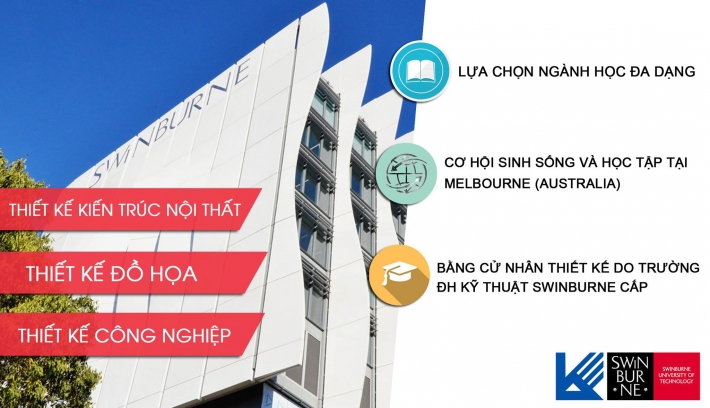 SWINBURNE
THIẾT KẾ KIẾN TRÚC NỘI THẤT
THIẾT KẾ ĐỒ HỌA
THIẾT KẾ CÔNG NGHIỆP
LỰA CHỌN NGÀNH HỌC ĐA DẠNG
CƠ HỘI SINH SỐNG VÀ HỌC TẬP TẠI
MELBOURNE (AUSTRALIA)
BẰNG CỬ NHÂN THIẾT KẾ DO TRƯỜNG
ĐH KỸ THUẬT SWINBURNE CẤP
SWIN
BUR
NE
SWINBURNE
UNIVERSITY OF
TECHNOLOGY